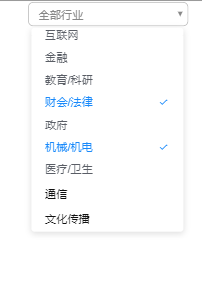 全部行业
互联网
金融
教育/科研
财会/法律
政府
机械/机电
医疗/卫生
通信
文化传播